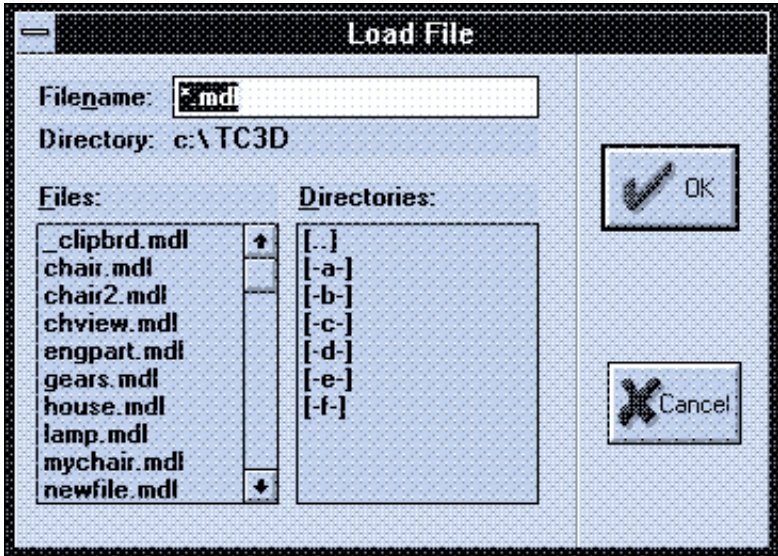 Load File
Filename: *.mdl
Directory: c:\TC3D
Files:
_clipbrd.mdl
chair.mdl
chair2.mdl
chview.mdl
engpart.mdl
gears.mdl
house.mdl
lamp.mdl
mychair.mdl
newfile.mdl
Directories:
[..]
[-a-]
[-b-]
[-c-]
[-d-]
[-e-]
[-f-]
OK
Cancel